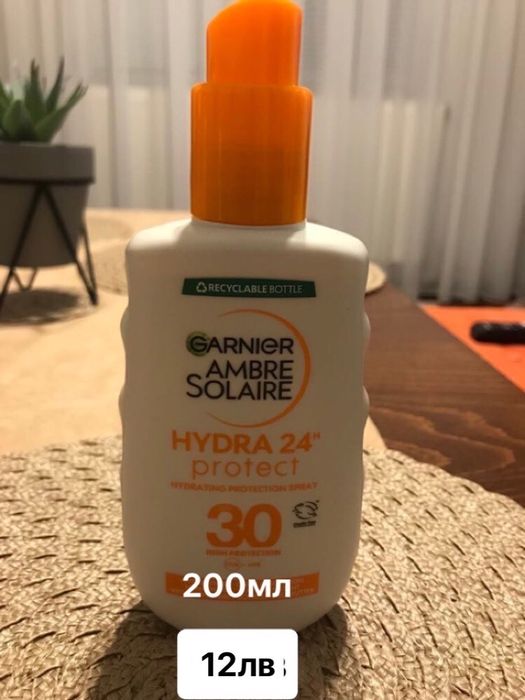 RECYCLABLE BOTTLE
GARNIER
AMBRE
SOLAIRE
HYDRA 24H
protect
HYDRATING PROTECTION SPRAY
30
HIGH PROTECTION
200мл
12лв